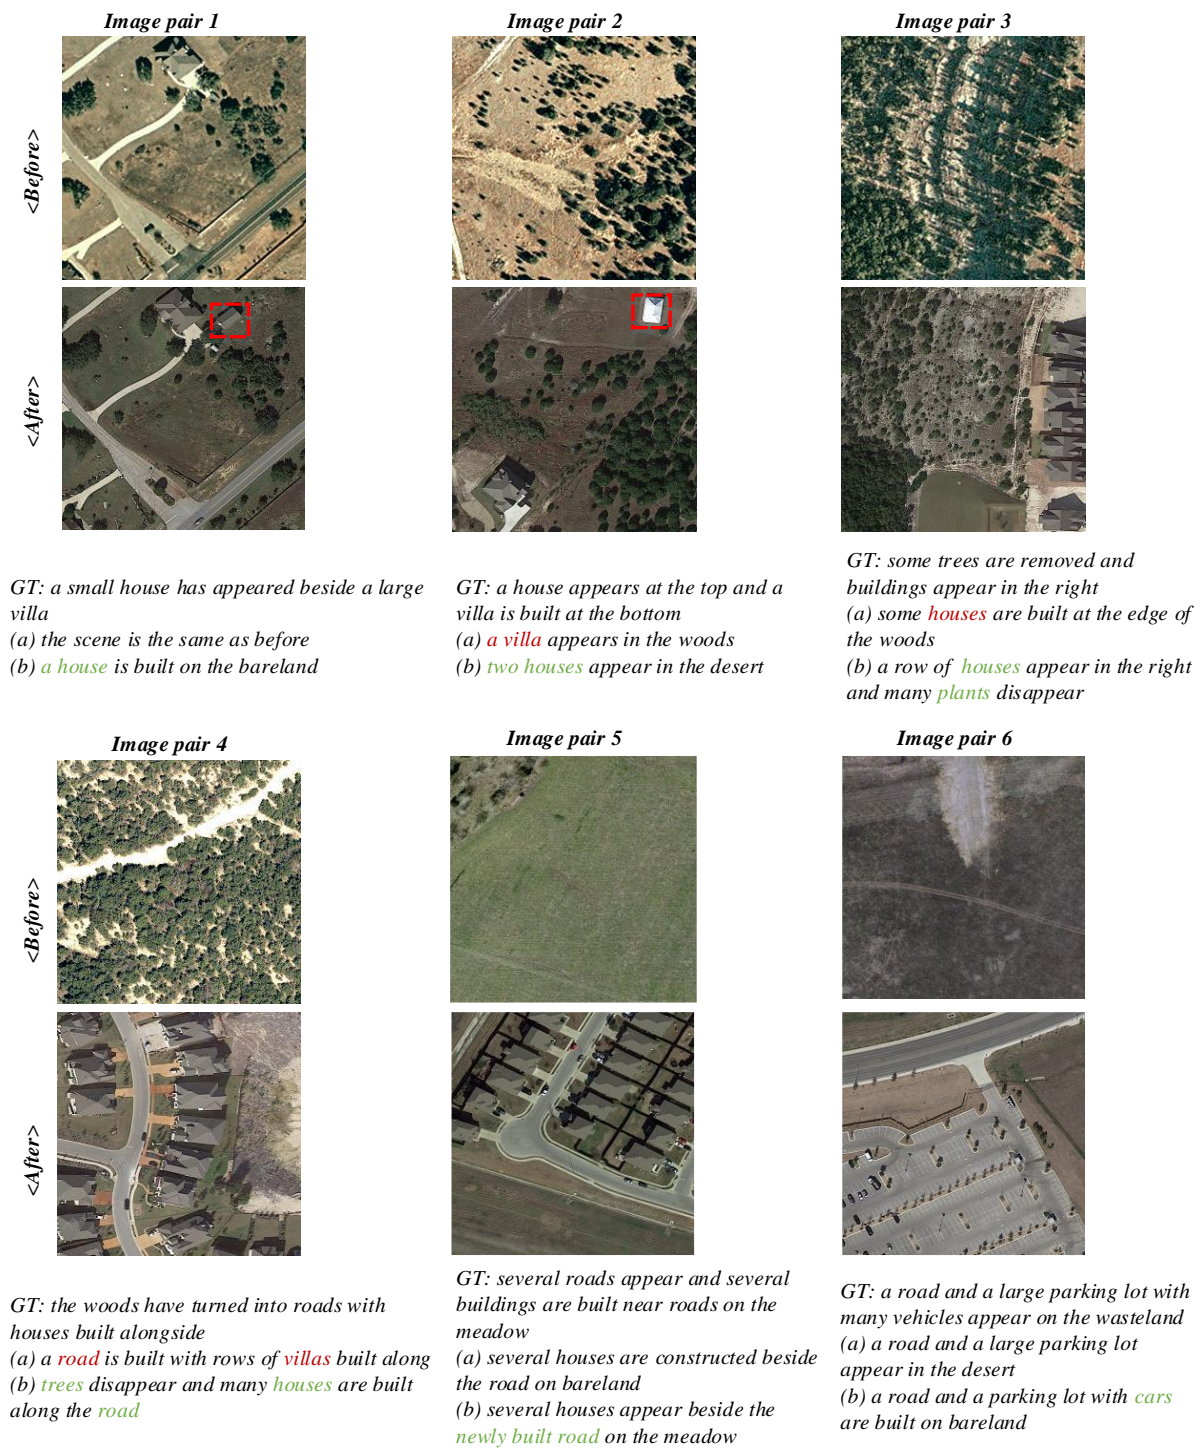 Image pair 1
Image pair 2
Image pair 3
<Before>
<After>
GT: a small house has appeared beside a large
villa
(a) the scene is the same as before
(b) a house is built on the bareland
GT: a house appears at the top and a
villa is built at the bottom
(a) a villa appears in the woods
(b) two houses appear in the desert
GT: some trees are removed and
buildings appear in the right
(a) some houses are built at the edge of
the woods
(b) a row of houses appear in the right
and many plants disappear
Image pair 4
Image pair 5
Image pair 6
<Before>
<After>
GT: the woods have turned into roads with
houses built alongside
(a) a road is built with rows of villas built along
(b) trees disappear and many houses are built
along the road
GT: several roads appear and several
buildings are built near roads on the
meadow
(a) several houses are constructed beside
the road on bareland
(b) several houses appear beside the
newly built road on the meadow
GT: a road and a large parking lot with
many vehicles appear on the wasteland
(a) a road and a large parking lot
appear in the desert
(b) a road and a parking lot with cars
are built on bareland